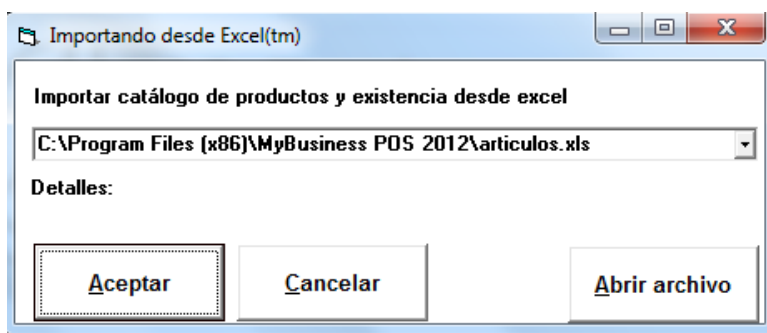 Importando desde Excel(tm)
Importar catálogo de productos y existencia desde excel
C:\Program Files (x86)\MyBusiness POS 2012\articulos.xls
Detalles:
Aceptar Cancelar Abrir archivo